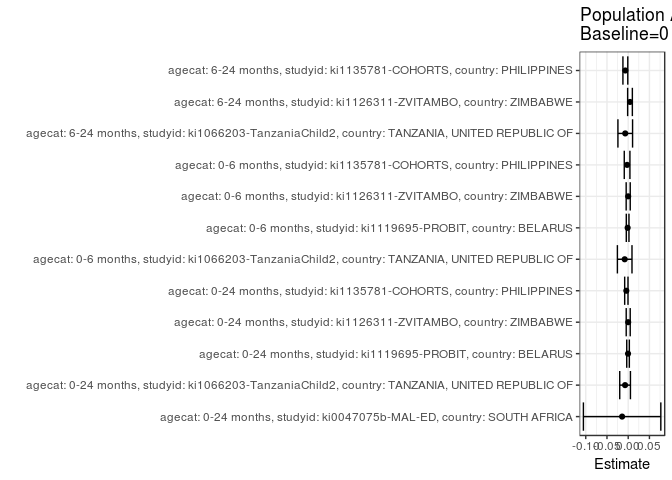 Population
Baseline=0
agecat: 6-24 months, studyid: ki1135781-COHORTS, country: PHILIPPINES
agecat: 6-24 months, studyid: ki1126311-ZVITAMBO, country: ZIMBABWE
agecat: 6-24 months, studyid: ki1066203-TanzaniaChild2, country: TANZANIA, UNITED REPUBLIC OF
agecat: 0-6 months, studyid: ki1135781-COHORTS, country: PHILIPPINES
agecat: 0-6 months, studyid: ki1126311-ZVITAMBO, country: ZIMBABWE
agecat: 0-6 months, studyid: ki1119695-PROBIT, country: BELARUS
agecat: 0-6 months, studyid: ki1066203-TanzaniaChild2, country: TANZANIA, UNITED REPUBLIC OF
agecat: 0-24 months, studyid: ki1135781-COHORTS, country: PHILIPPINES
agecat: 0-24 months, studyid: ki1126311-ZVITAMBO, country: ZIMBABWE
agecat: 0-24 months, studyid: ki1119695-PROBIT, country: BELARUS
agecat: 0-24 months, studyid: ki1066203-TanzaniaChild2, country: TANZANIA, UNITED REPUBLIC OF
agecat: 0-24 months, studyid: ki0047075b-MAL-ED, country: SOUTH AFRICA
-0.10 -0.05 0.00 0.05
Estimate